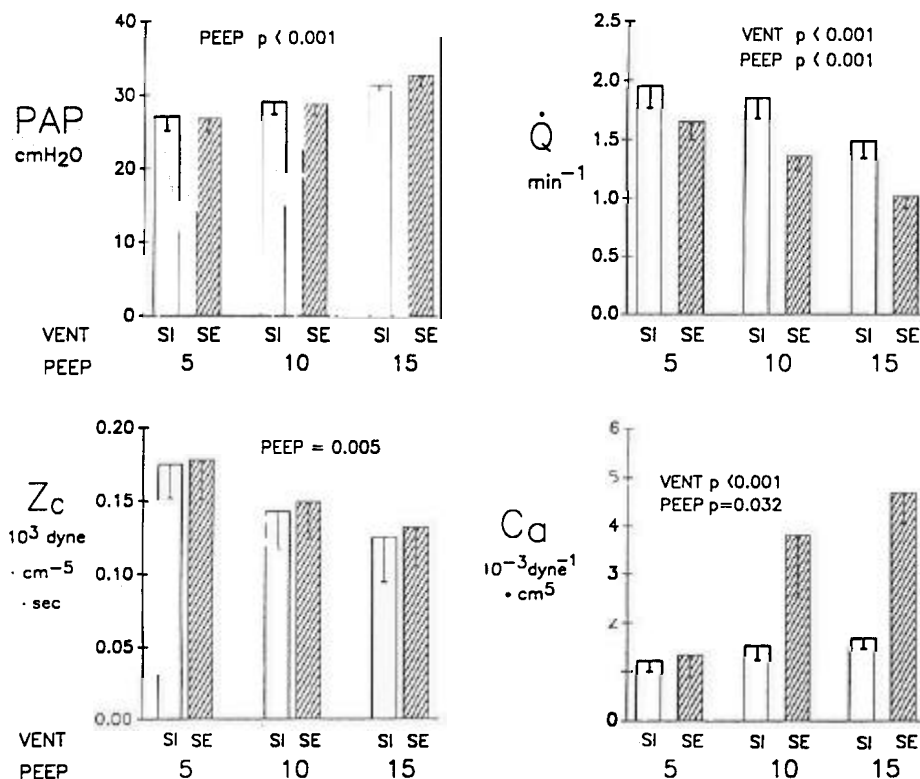 40
30
20
10
0
PAP
cmH2O
PEEP p < 0.001
VENT SI SE SI SE SI SE
PEEP 5 10 15
2.5
2.0
1.5
1.0
0.5
0.0
Q̇
min⁻¹
VENT p < 0.001
PEEP p < 0.001
SI SE SI SE SI SE
5 10 15
0.20
0.15
0.10
0.05
0.00
Zc
10³ dyne
· cm⁻⁵
· sec
PEEP = 0.005
VENT SI SE SI SE SI SE
PEEP 5 10 15
6
5
4
3
2
0
Ca
10⁻³dyne⁻¹
• cm⁵
VENT p <0.001
PEEP p=0.032
SI SE SI SE SI SE
5 10 15